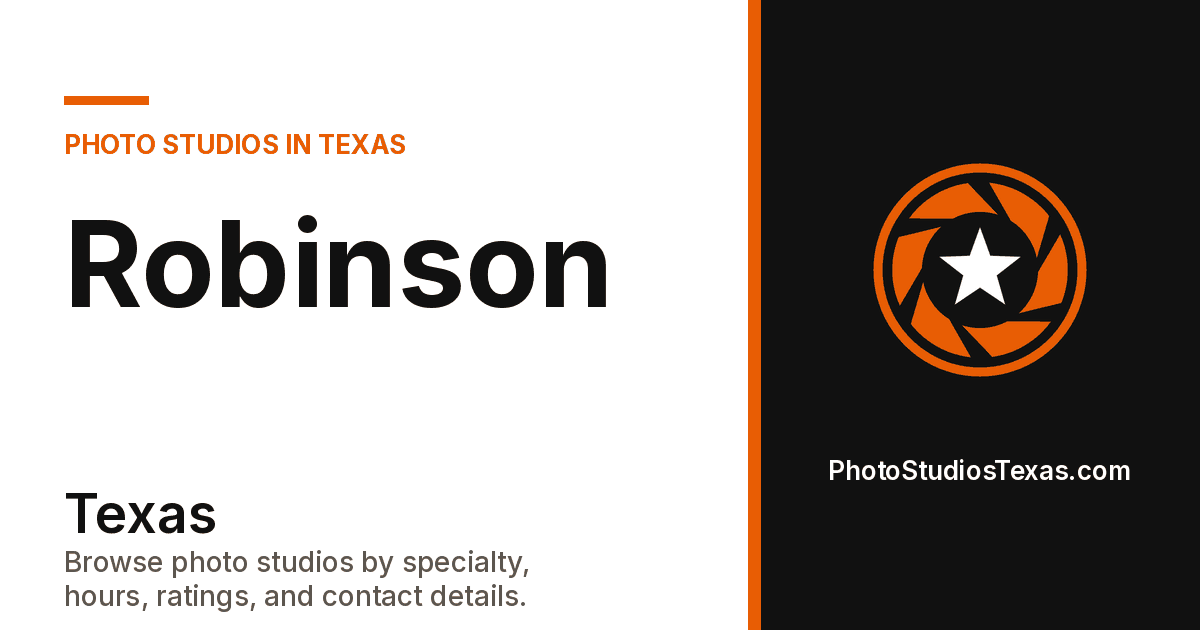 PHOTO STUDIOS IN TEXAS
Robinson
Texas
Browse photo studios by specialty,
hours, ratings, and contact details.
PhotoStudiosTexas.com